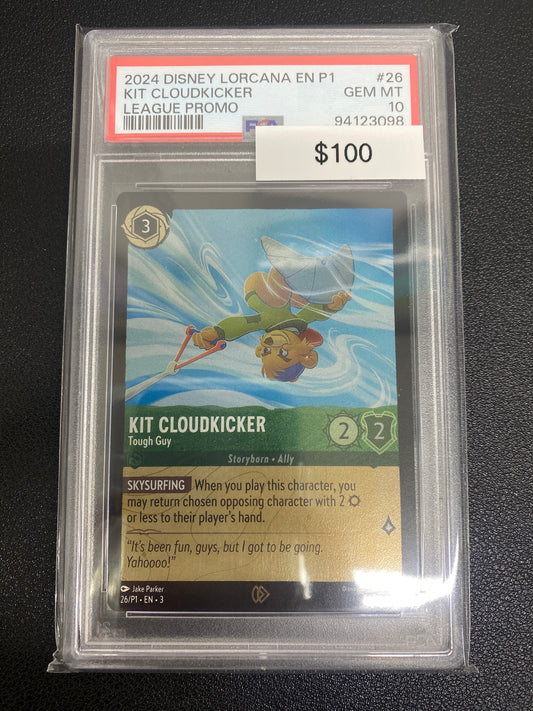 2024 DISNEY LORCANA EN P1 #26
KIT CLOUDKICKER GEM MT
LEAGUE PROMO 10
94123098
$100
3
KIT CLOUDKICKER
Tough Guy
2 2
Storyborn • Ally
SKYSURFING When you play this character, you
may return chosen opposing character with 2
or less to their player's hand.
"It's been fun, guys, but I got to be going.
Yahoooo!"
Jake Parker
26/P1 • EN • 3